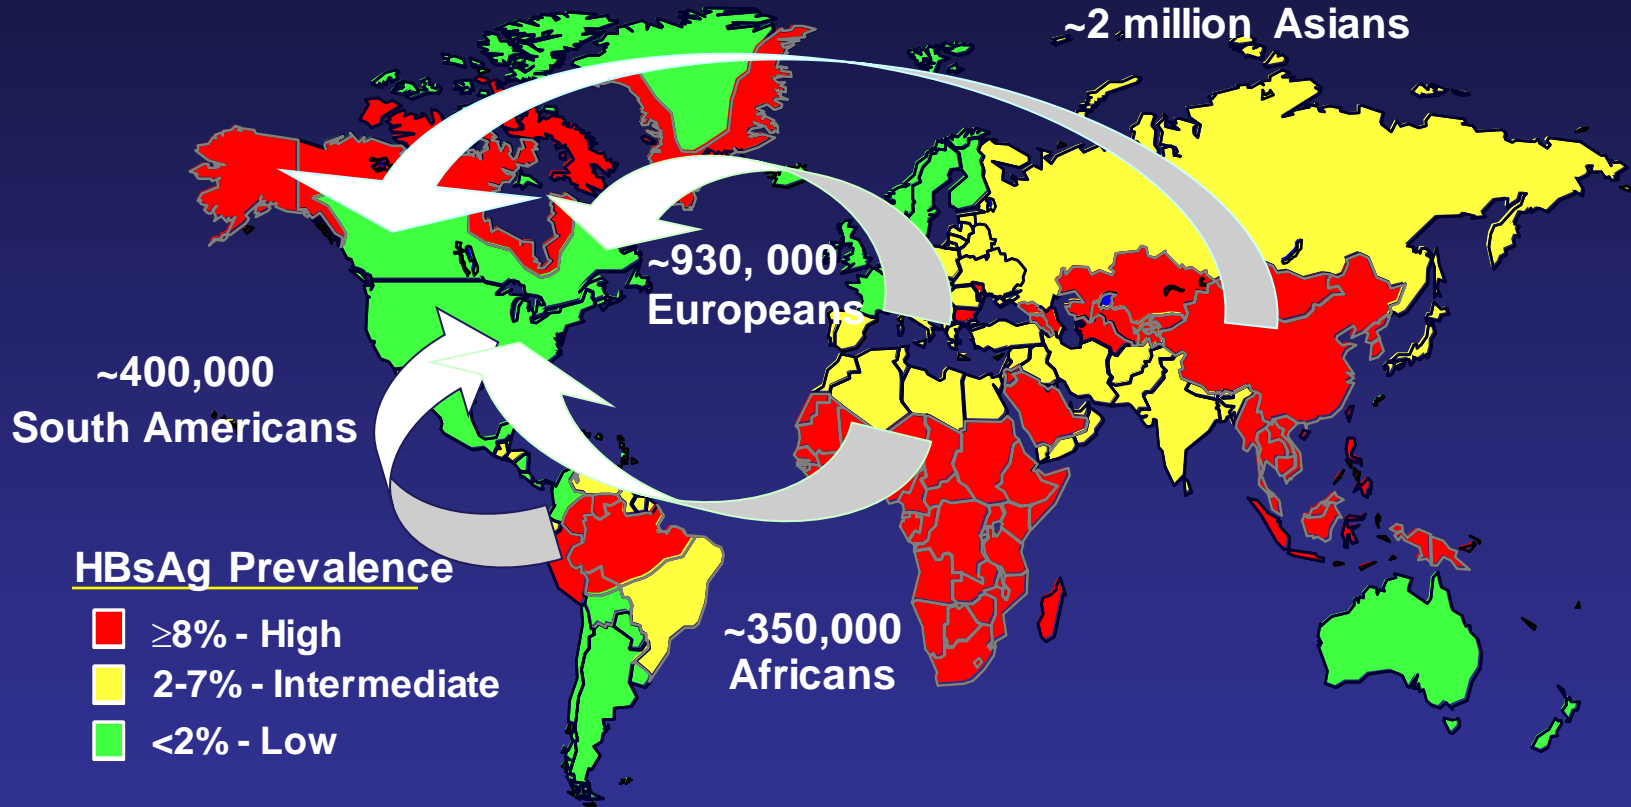 ~2 million Asians
~930, 000
Europeans
~400,000
South Americans
HBsAg Prevalence
≥8% - High
2-7% - Intermediate
<2% - Low
~350,000
Africans